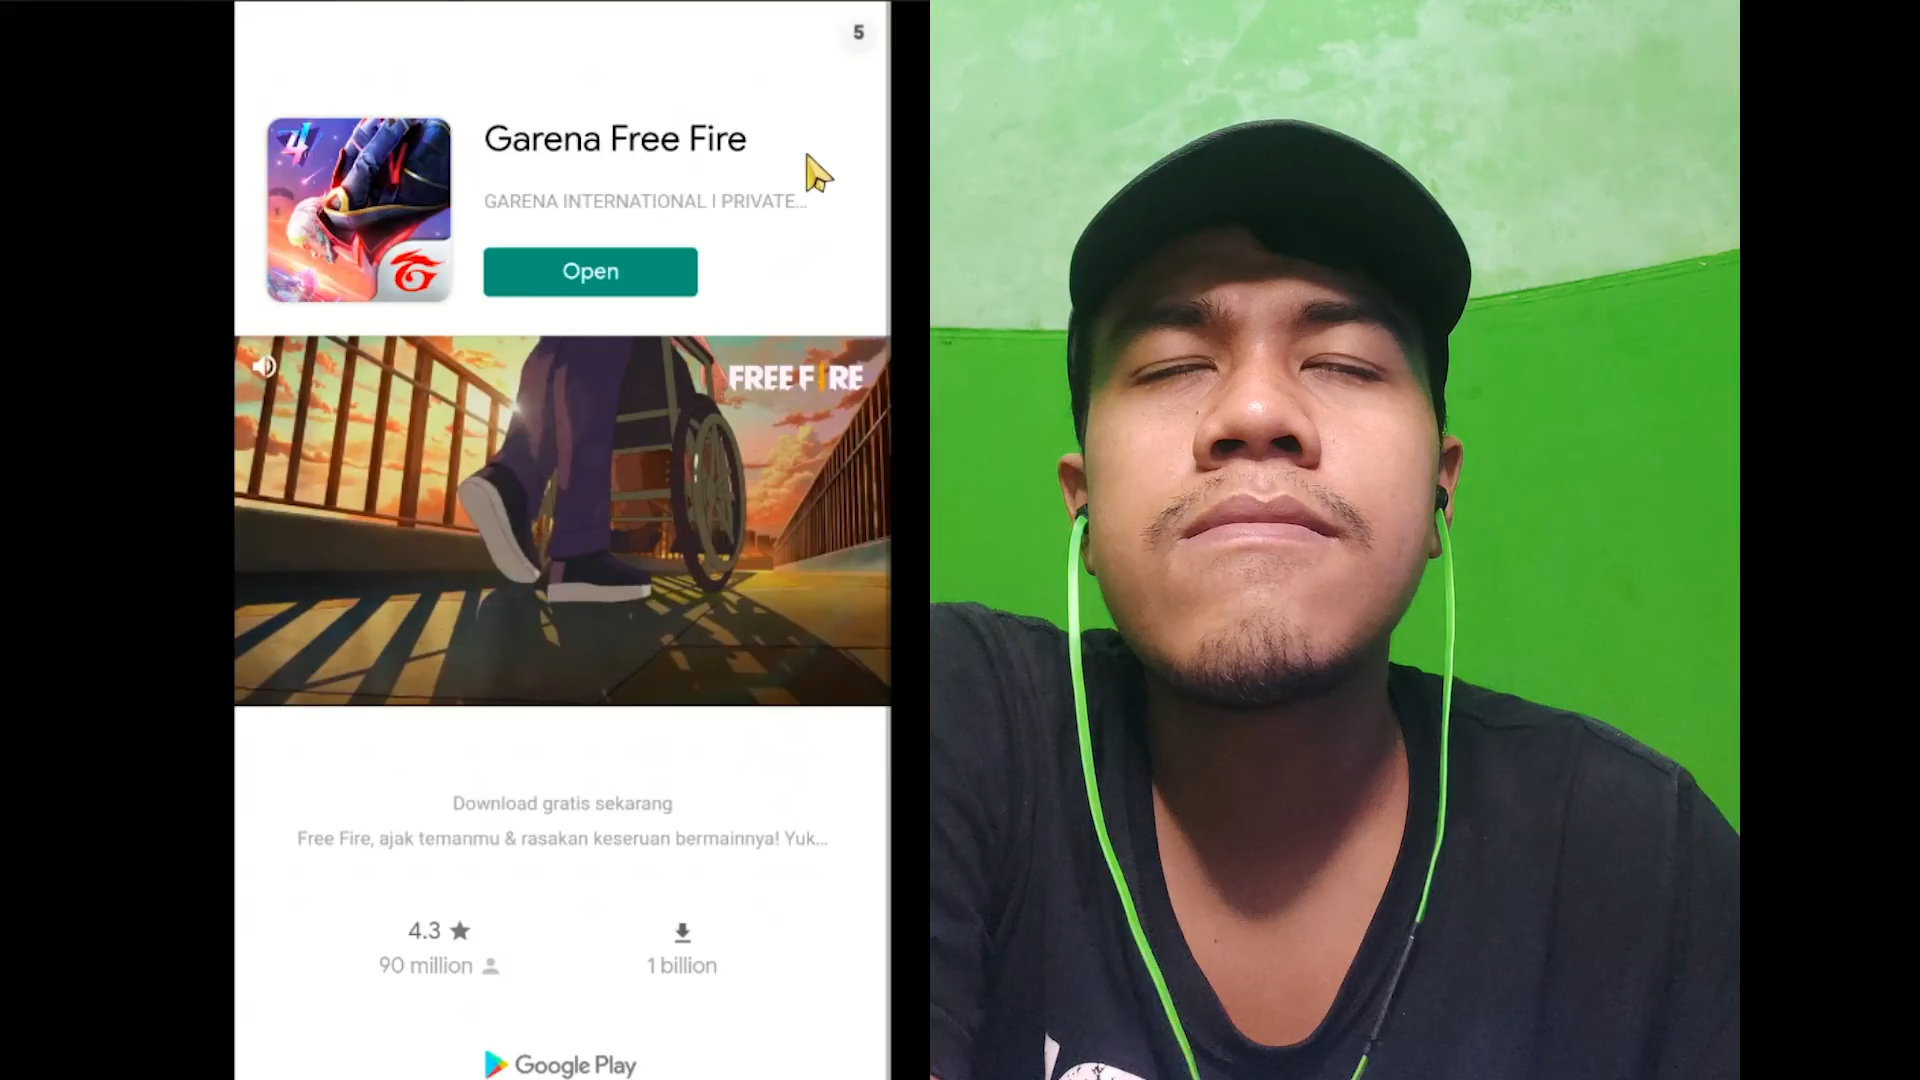 5
Garena Free Fire
GARENA INTERNATIONAL I PRIVATE...
Open
FREE FIRE
Download gratis sekarang
Free Fire, ajak temanmu & rasakan keseruan bermainnya! Yuk...
4.3
90 million
1 billion
Google Play